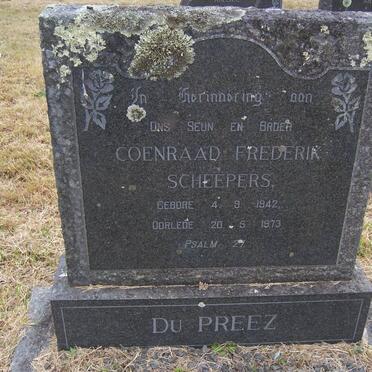 In Herinnering aan
Ons Seun en Broer
COENRAAD FREDERIK
SCHEEPERS.
GEBORE 4. 9. 1942.
OORLEDE 20. 5. 1973
PSALM 27
DU PREEZ